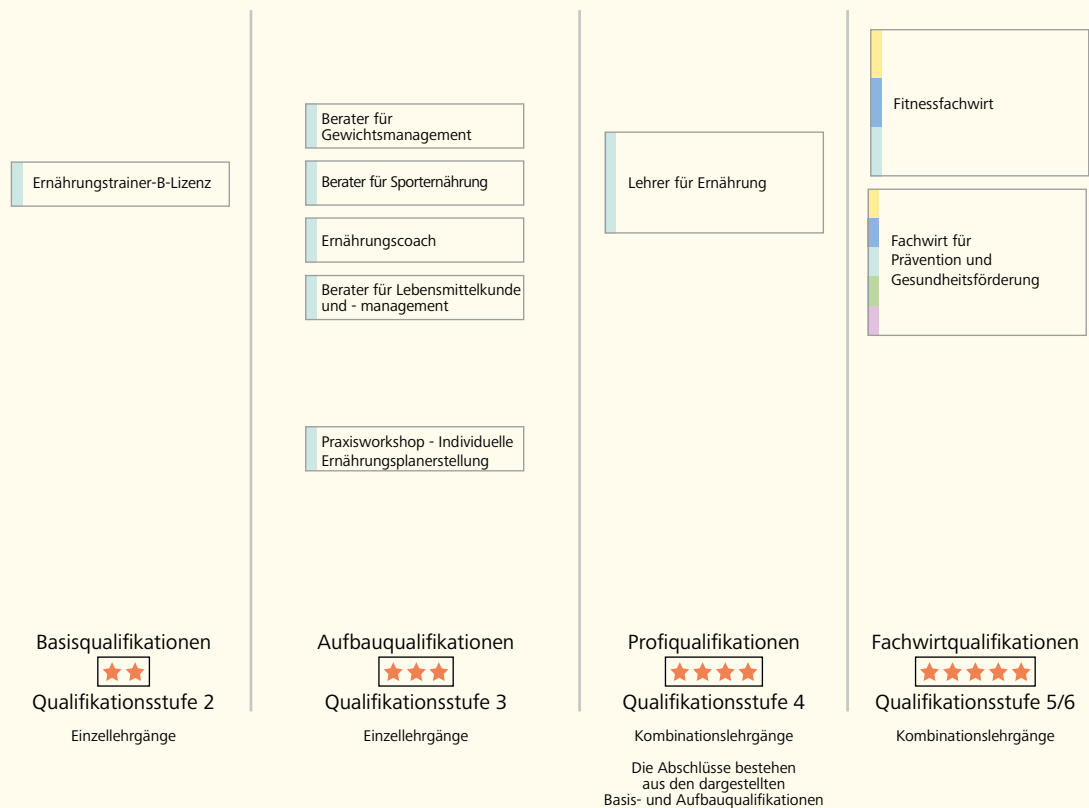 Ernährungstrainer-B-Lizenz
Berater für
Gewichtsmanagement
Berater für Sporternährung
Ernährungscoach
Berater für Lebensmittelkunde
und - management
Praxisworkshop - Individuelle
Ernährungsplanerstellung
Lehrer für Ernährung
Fitnessfachwirt
Fachwirt für
Prävention und
Gesundheitsförderung
Basisqualifikationen
Qualifikationsstufe 2
Einzellehrgänge
Aufbauqualifikationen
Qualifikationsstufe 3
Einzellehrgänge
Profiqualifikationen
Qualifikationsstufe 4
Kombinationslehrgänge
Die Abschlüsse bestehen
aus den dargestellten
Basis- und Aufbauqualifikationen
Fachwirtqualifikationen
Qualifikationsstufe 5/6
Kombinationslehrgänge